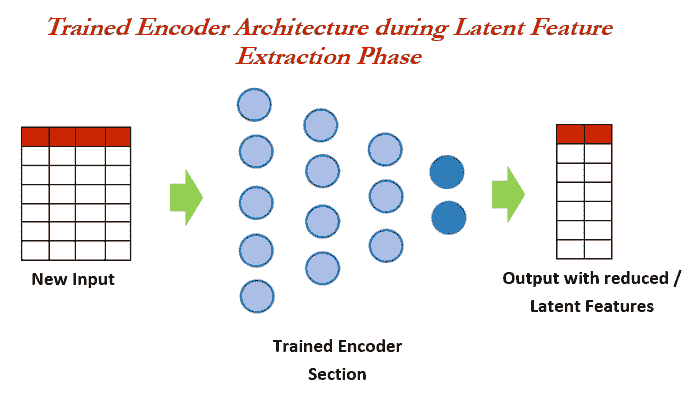 Trained Encoder Architecture during Latent Feature
Extraction Phase
New Input
Trained Encoder
Section
Output with reduced /
Latent Features